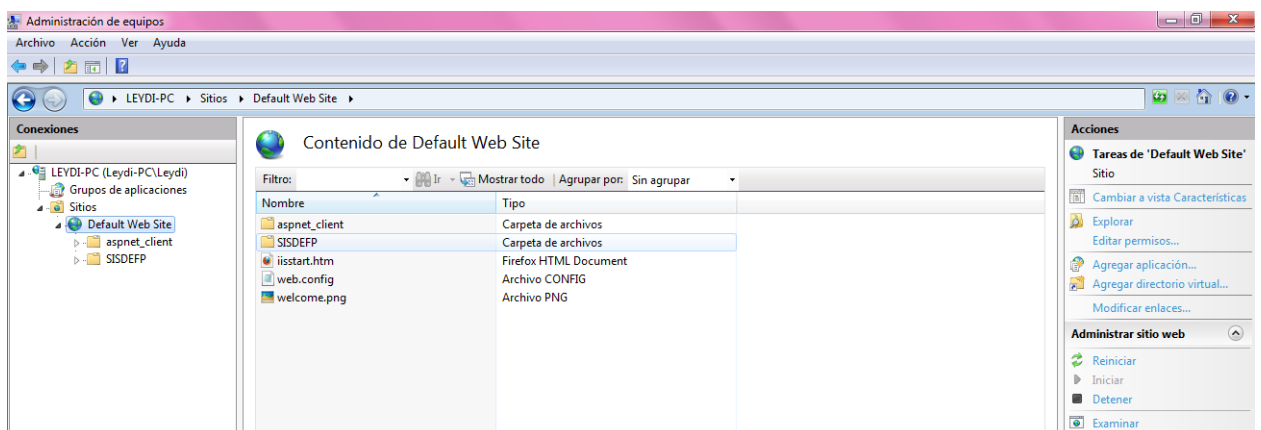 Administración de equipos
Archivo Acción Ver Ayuda
LEYDI-PC Sitios Default Web Site
Conexiones
LEYDI-PC (Leydi-PC\Leydi)
Grupos de aplicaciones
Sitios
Default Web Site
aspnet_client
SISDEFP
Contenido de Default Web Site
Filtro: Ir Mostrar todo Agrupar por: Sin agrupar
Nombre Tipo
aspnet_client Carpeta de archivos
SISDEFP Carpeta de archivos
iisstart.htm Firefox HTML Document
web.config Archivo CONFIG
welcome.png Archivo PNG
Acciones
Tareas de 'Default Web Site'
Sitio
Cambiar a vista Características
Explorar
Editar permisos...
Agregar aplicación...
Agregar directorio virtual...
Modificar enlaces...
Administrar sitio web
Reiniciar
Iniciar
Detener
Examinar